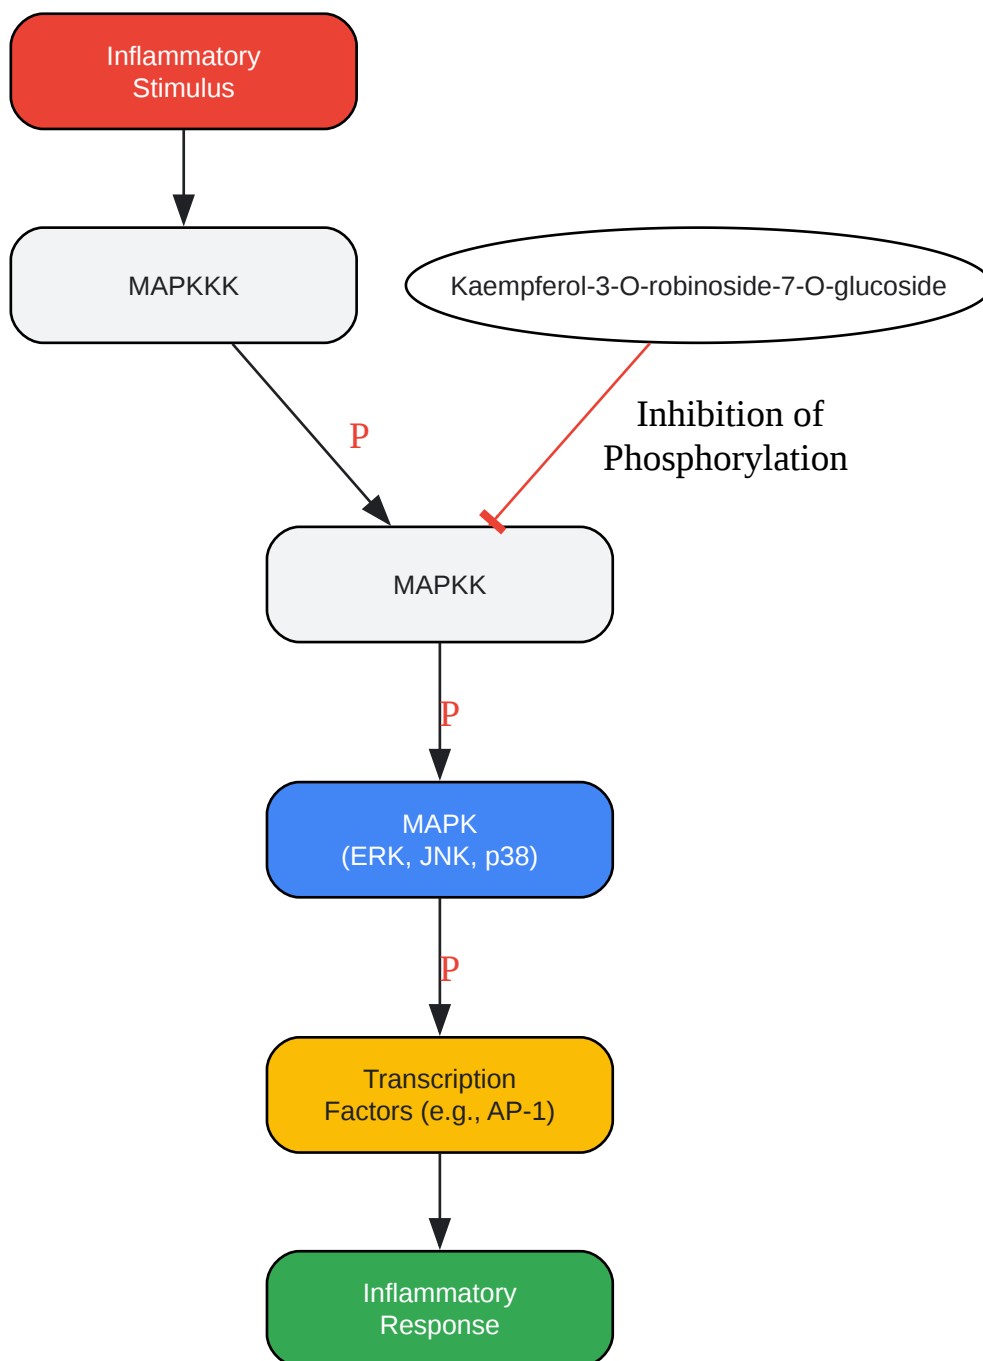 Inflammatory
Stimulus
MAPKKK
Kaempferol-3-O-robinoside-7-O-glucoside
P
Inhibition of
Phosphorylation
MAPKK
P
MAPK
(ERK, JNK, p38)
P
Transcription
Factors (e.g., AP-1)
Inflammatory
Response